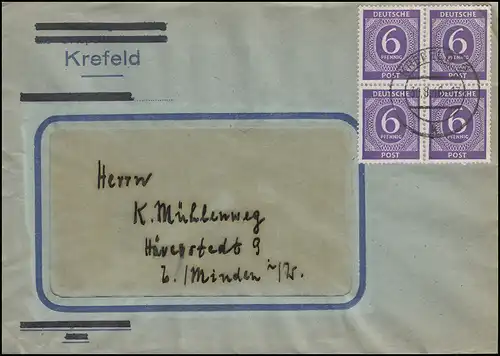 Krefeld
DEUTSCHE
6
PFENNIG
POST
DEUTSCHE
6
PFENNIG
POST
DEUTSCHE
6
PFENNIG
POST
DEUTSCHE
6
PFENNIG
POST
Herrn
K. Mühlenweg
Häverstedt 9
b./Minden i/W.